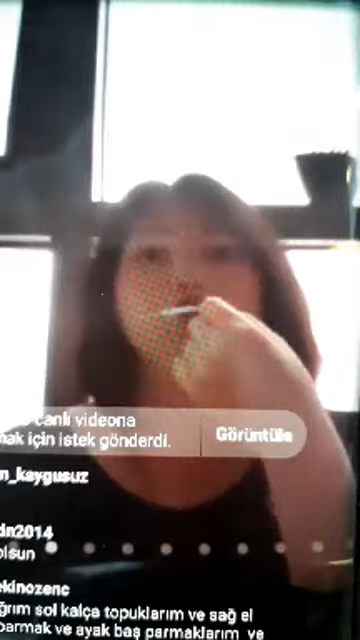 canlı videona
mak için istek gönderdi.
Görüntüle
n_kaygusuz
dn2014
olsun
ekinozenc
ğrım sol kalça topuklarım ve sağ el
parmak ve ayak baş parmaklarım ve